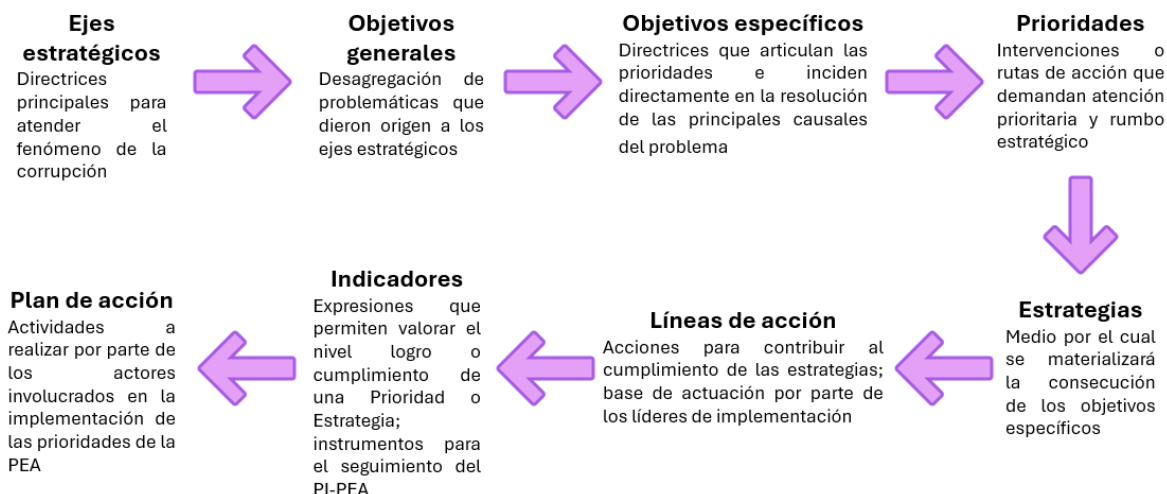 Ejes
estratégicos
Directrices
principales para
atender el
fenómeno de la
corrupción
Objetivos
generales
Desagregación de
problemáticas que
dieron origen a los
ejes estratégicos
Objetivos específicos
Directrices que articulan las
prioridades e inciden
directamente en la resolución
de las principales causales
del problema
Prioridades
Intervenciones o
rutas de acción que
demandan atención
prioritaria y rumbo
estratégico
Estrategias
Medio por el cual
se materializará
la consecución
de los objetivos
específicos
Líneas de acción
Acciones para contribuir al
cumplimiento de las estrategias;
base de actuación por parte de
los líderes de implementación
Indicadores
Expresiones que
permiten valorar el
nivel logro o
cumplimiento de
una Prioridad o
Estrategia;
instrumentos para
el seguimiento del
PI-PEA
Plan de acción
Actividades a
realizar por parte de
los actores
involucrados en la
implementación de
las prioridades de la
PEA